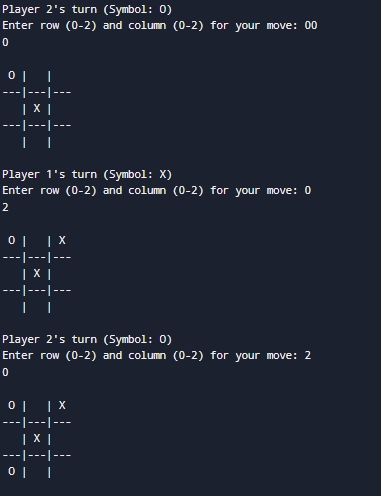 Player 2's turn (Symbol: O)
Enter row (0-2) and column (0-2) for your move: 00
0
 O |   |
---|---|---
   | X |
---|---|---
   |   |
Player 1's turn (Symbol: X)
Enter row (0-2) and column (0-2) for your move: 0
2
 O |   | X
---|---|---
   | X |
---|---|---
   |   |
Player 2's turn (Symbol: O)
Enter row (0-2) and column (0-2) for your move: 2
0
 O |   | X
---|---|---
   | X |
---|---|---
 O |   |